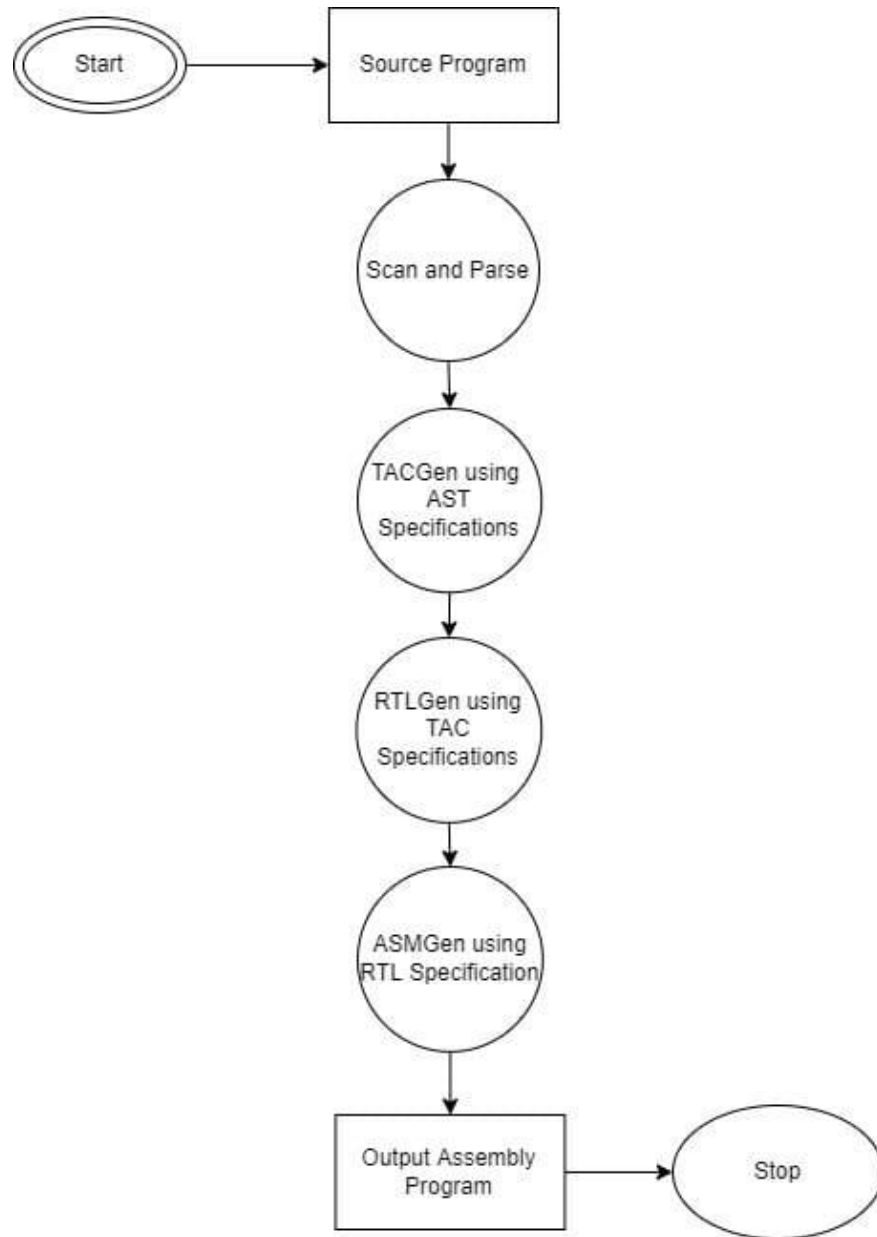 Start
Source Program
Scan and Parse
TACGen using
AST
Specifications
RTLGen using
TAC
Specifications
ASMGen using
RTL Specification
Output Assembly
Program
Stop